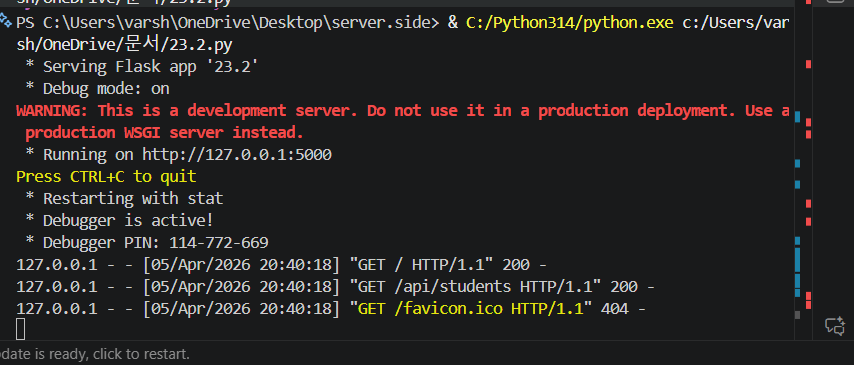 PS C:\Users\varsh\OneDrive\Desktop\server.side> & C:/Python314/python.exe c:/Users/var
sh/OneDrive/문서/23.2.py
 * Serving Flask app '23.2'
 * Debug mode: on
WARNING: This is a development server. Do not use it in a production deployment. Use a
 production WSGI server instead.
 * Running on http://127.0.0.1:5000
Press CTRL+C to quit
 * Restarting with stat
 * Debugger is active!
 * Debugger PIN: 114-772-669
127.0.0.1 - - [05/Apr/2026 20:40:18] "GET / HTTP/1.1" 200 -
127.0.0.1 - - [05/Apr/2026 20:40:18] "GET /api/students HTTP/1.1" 200 -
127.0.0.1 - - [05/Apr/2026 20:40:18] "GET /favicon.ico HTTP/1.1" 404 -
date is ready, click to restart.